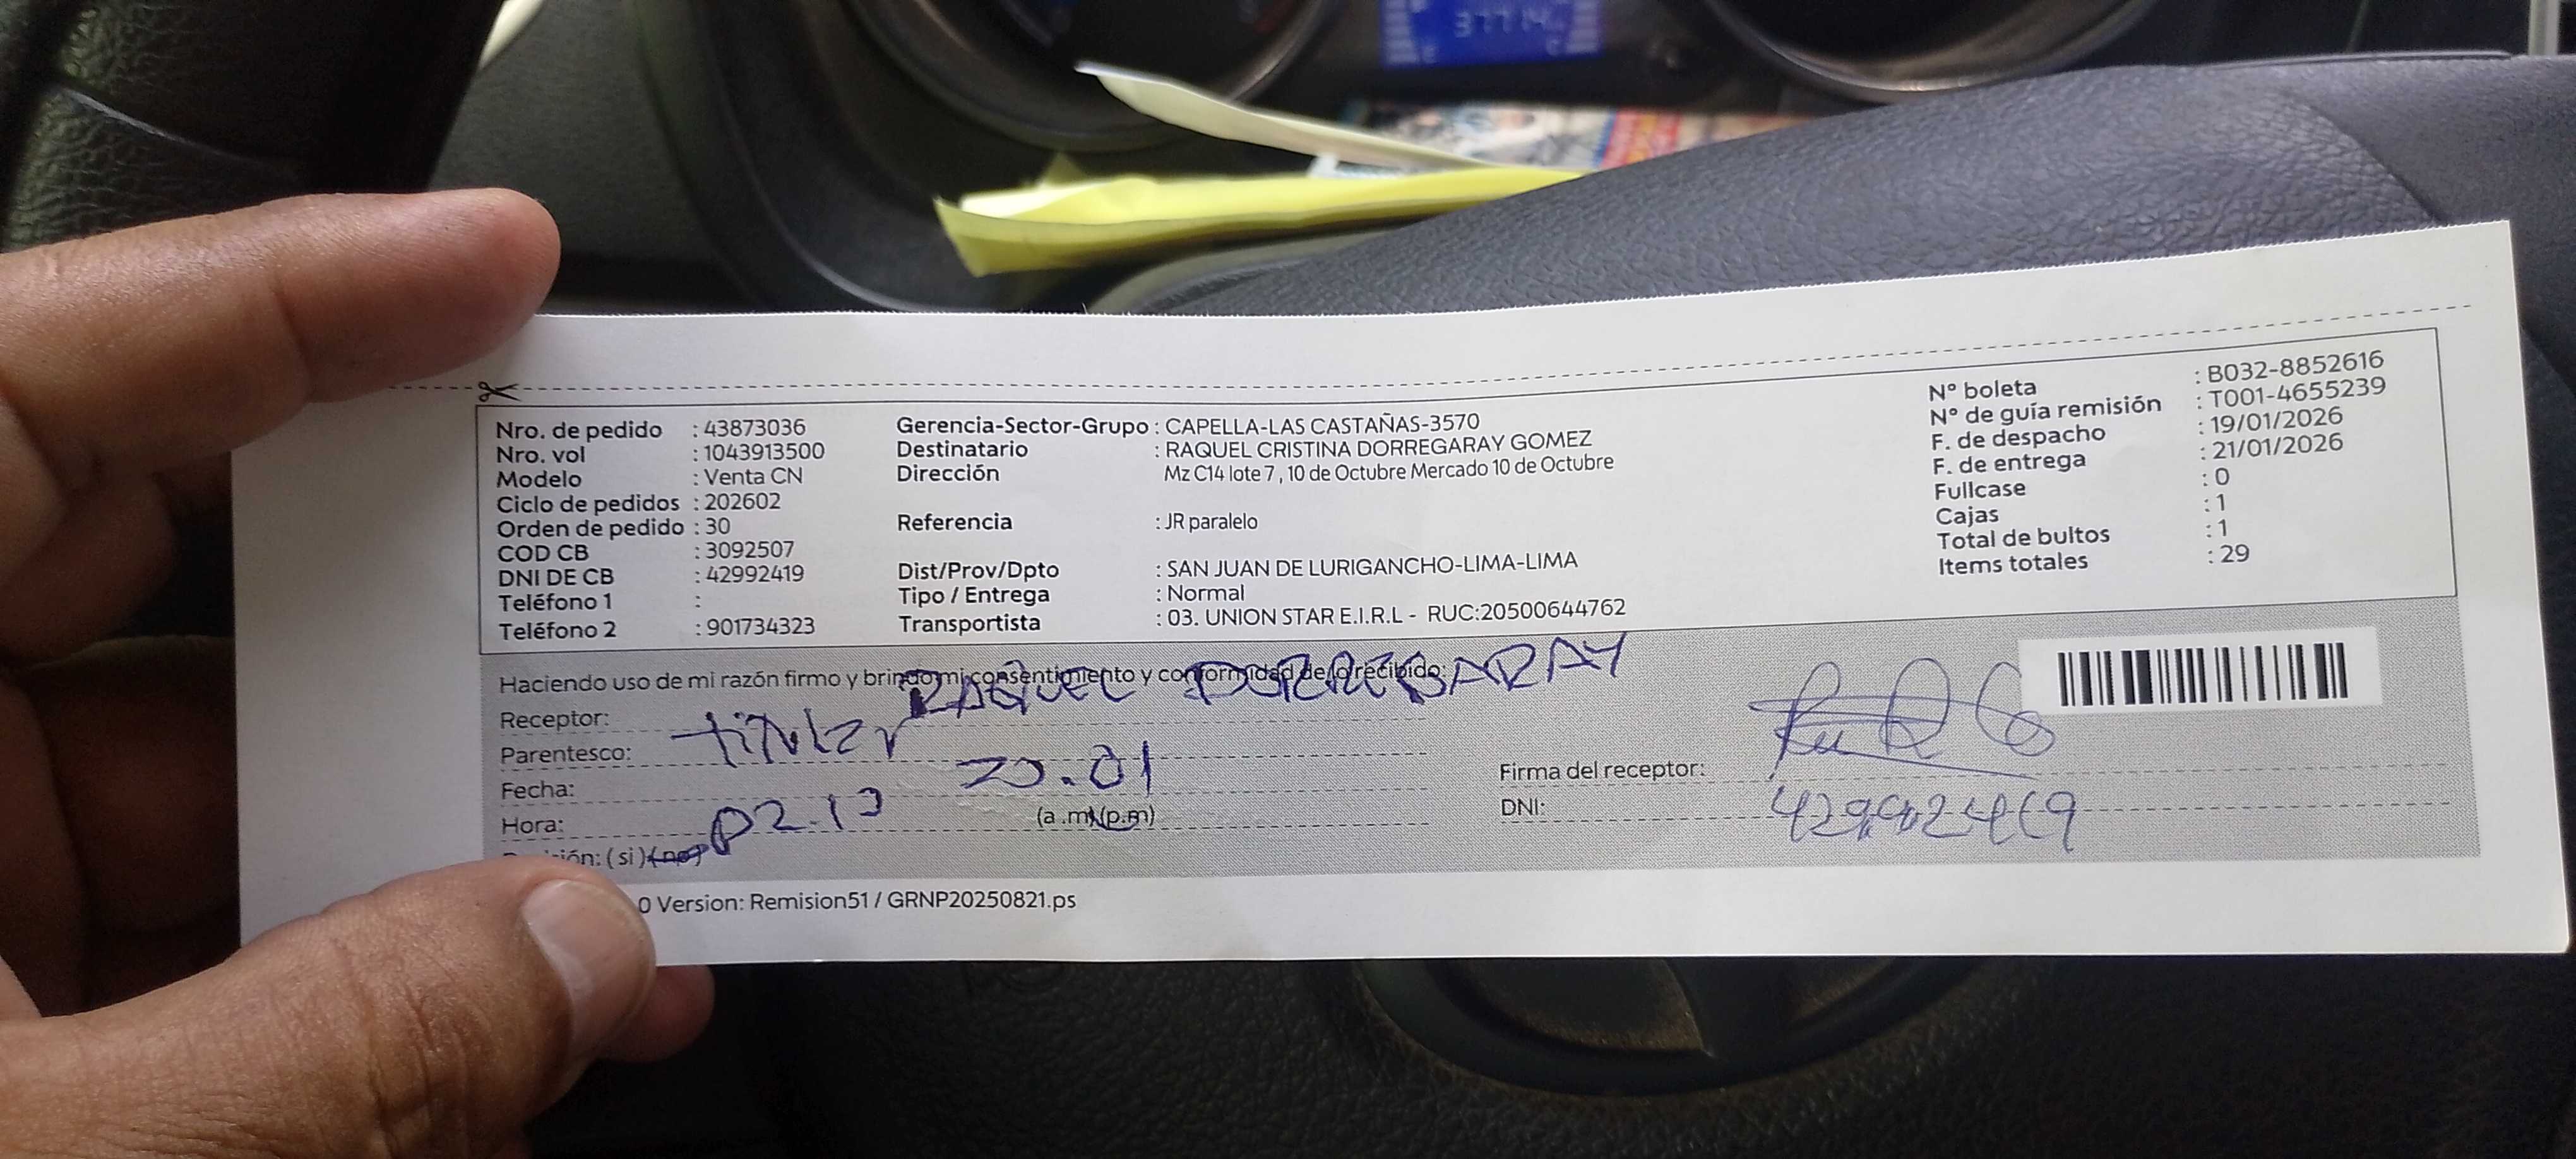 37714
Nro. de pedido : 43873036
Nro. vol : 1043913500
Modelo : Venta CN
Ciclo de pedidos : 202602
Orden de pedido : 30
COD CB : 3092507
DNI DE CB : 42992419
Teléfono 1 :
Teléfono 2 : 901734323
Gerencia-Sector-Grupo : CAPELLA-LAS CASTAÑAS-3570
Destinatario : RAQUEL CRISTINA DORREGARAY GOMEZ
Dirección Mz C14 lote 7 , 10 de Octubre Mercado 10 de Octubre
Referencia : JR paralelo
Dist/Prov/Dpto : SAN JUAN DE LURIGANCHO-LIMA-LIMA
Tipo / Entrega : Normal
Transportista : 03. UNION STAR E.I.R.L - RUC:20500644762
N° boleta : B032-8852616
N° de guía remisión : T001-4655239
F. de despacho : 19/01/2026
F. de entrega : 21/01/2026
Fullcase : 0
Cajas : 1
Total de bultos : 1
Items totales : 29
Haciendo uso de mi razón firmo y brindo mi consentimiento y conformidad de lo recibido:
Receptor: RAQUEL DORREGARAY
Parentesco: titular
Fecha: 01
Hora: 02. (a.m) (p.m)
(si) (no)
Firma del receptor:
DNI:
0 Version: Remision51 / GRNP20250821.ps